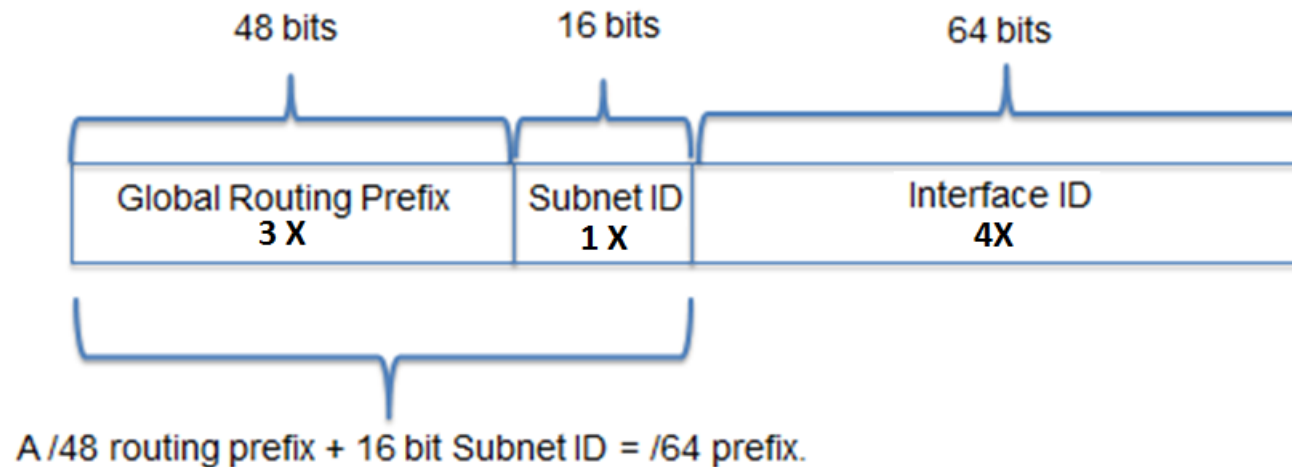 48 bits 16 bits 64 bits
Global Routing Prefix Subnet ID Interface ID
3 X 1 X 4X
A /48 routing prefix + 16 bit Subnet ID = /64 prefix.